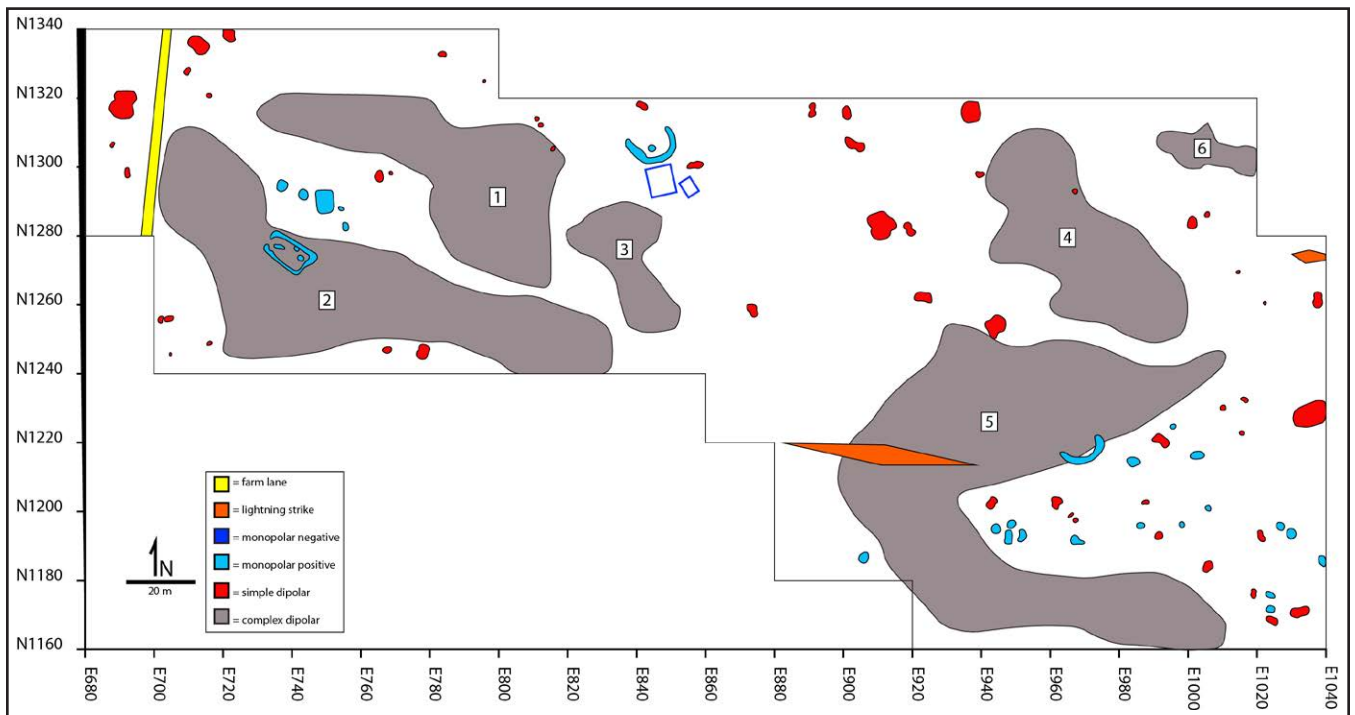 N1340
N1320
N1300
N1280
N1260
N1240
N1220
N1200
N1180
N1160
1
2
3
4
5
6
= farm lane
= lightning strike
= monopolar negative
= monopolar positive
= simple dipolar
= complex dipolar
N
20 m
E680
E700
E720
E740
E760
E780
E800
E820
E840
E860
E880
E900
E920
E940
E960
E980
E1000
E1020
E1040